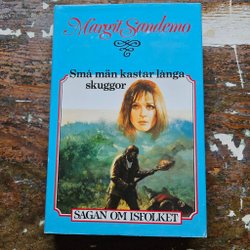 Margit Sandemo
Små män kastar långa
skuggor
SAGAN OM ISFOLKET